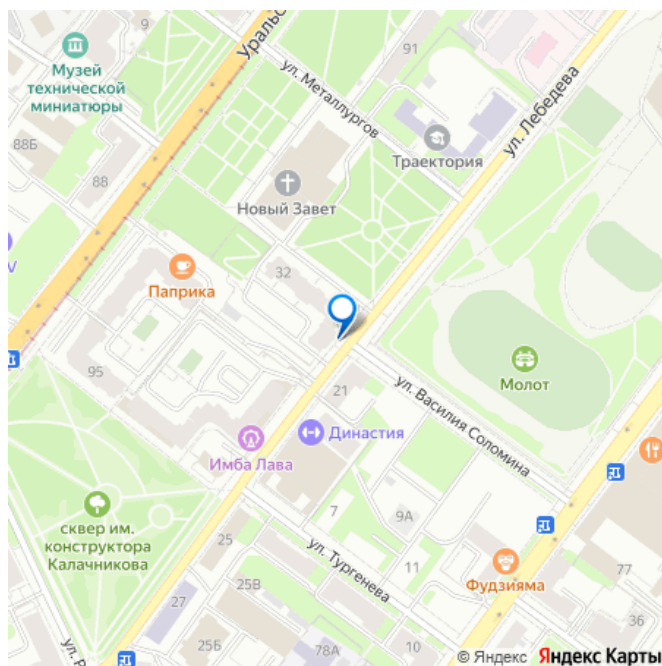 9
Уральс
91
Музей
технической
миниатюры
ул. Металлургов
ул. Лебедева
88Б
Траектория
88
Новый Завет
V
32
Паприка
95
21
Молот
ул. Василия Соломина
Династия
Имба Лава
7
9А
сквер им.
конструктора
Калачникова
25
ул. Тургенева
11
Фудзияма
77
25В
27
36
ул. Р
25Б
78А
10
© Яндекс Яндекс Карты